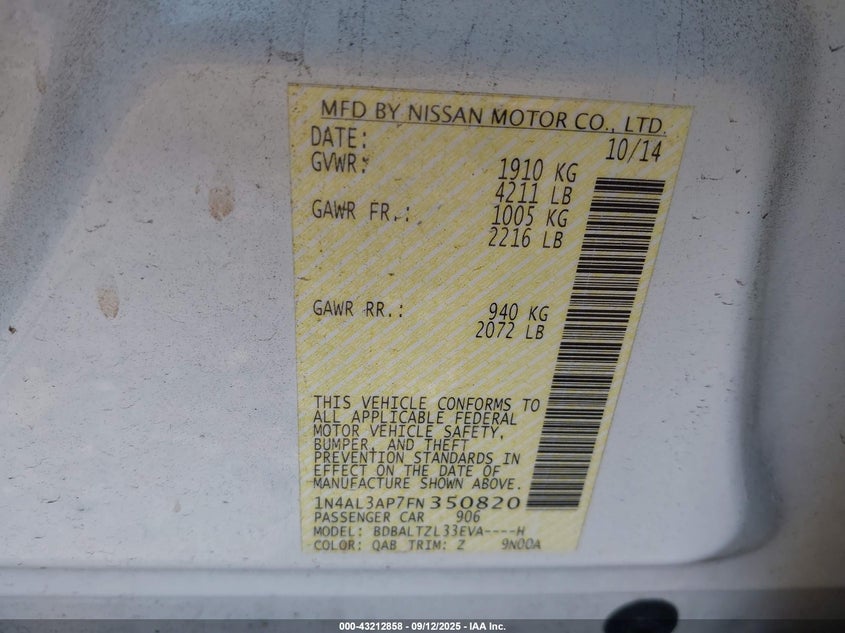 MFD BY NISSAN MOTOR CO., LTD.
DATE: 10/14
GVWR: 1910 KG
4211 LB
GAWR FR.: 1005 KG
2216 LB
GAWR RR.: 940 KG
2072 LB
THIS VEHICLE CONFORMS TO
ALL APPLICABLE FEDERAL
MOTOR VEHICLE SAFETY,
BUMPER, AND THEFT
PREVENTION STANDARDS IN
EFFECT ON THE DATE OF
MANUFACTURE SHOWN ABOVE.
1N4AL3AP7FN350820
PASSENGER CAR 906
MODEL: BDBALTZL33EVA----H
COLOR: QAB TRIM: Z 9N00A
000-43212858 - 09/12/2025 - IAA Inc.